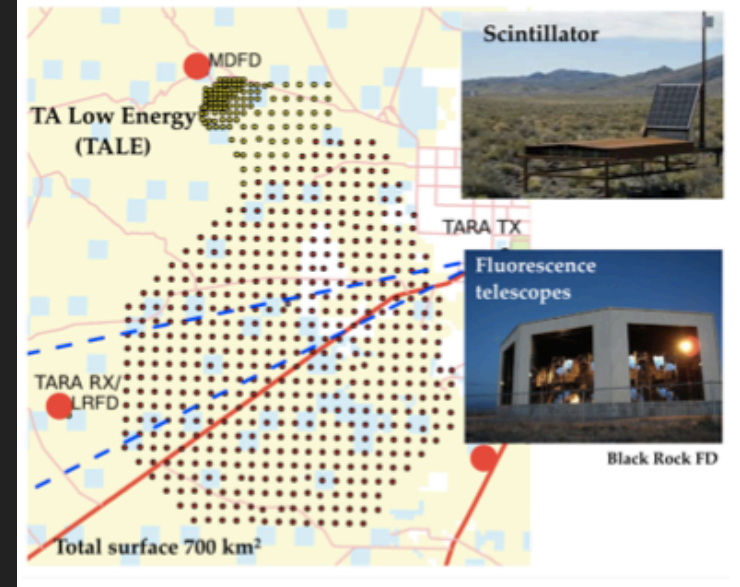 MDFD
Scintillator
TA Low Energy
(TALE)
TARA TX
Fluorescence
telescopes
TARA RX/
LRFD
Black Rock FD
Total surface 700 km²